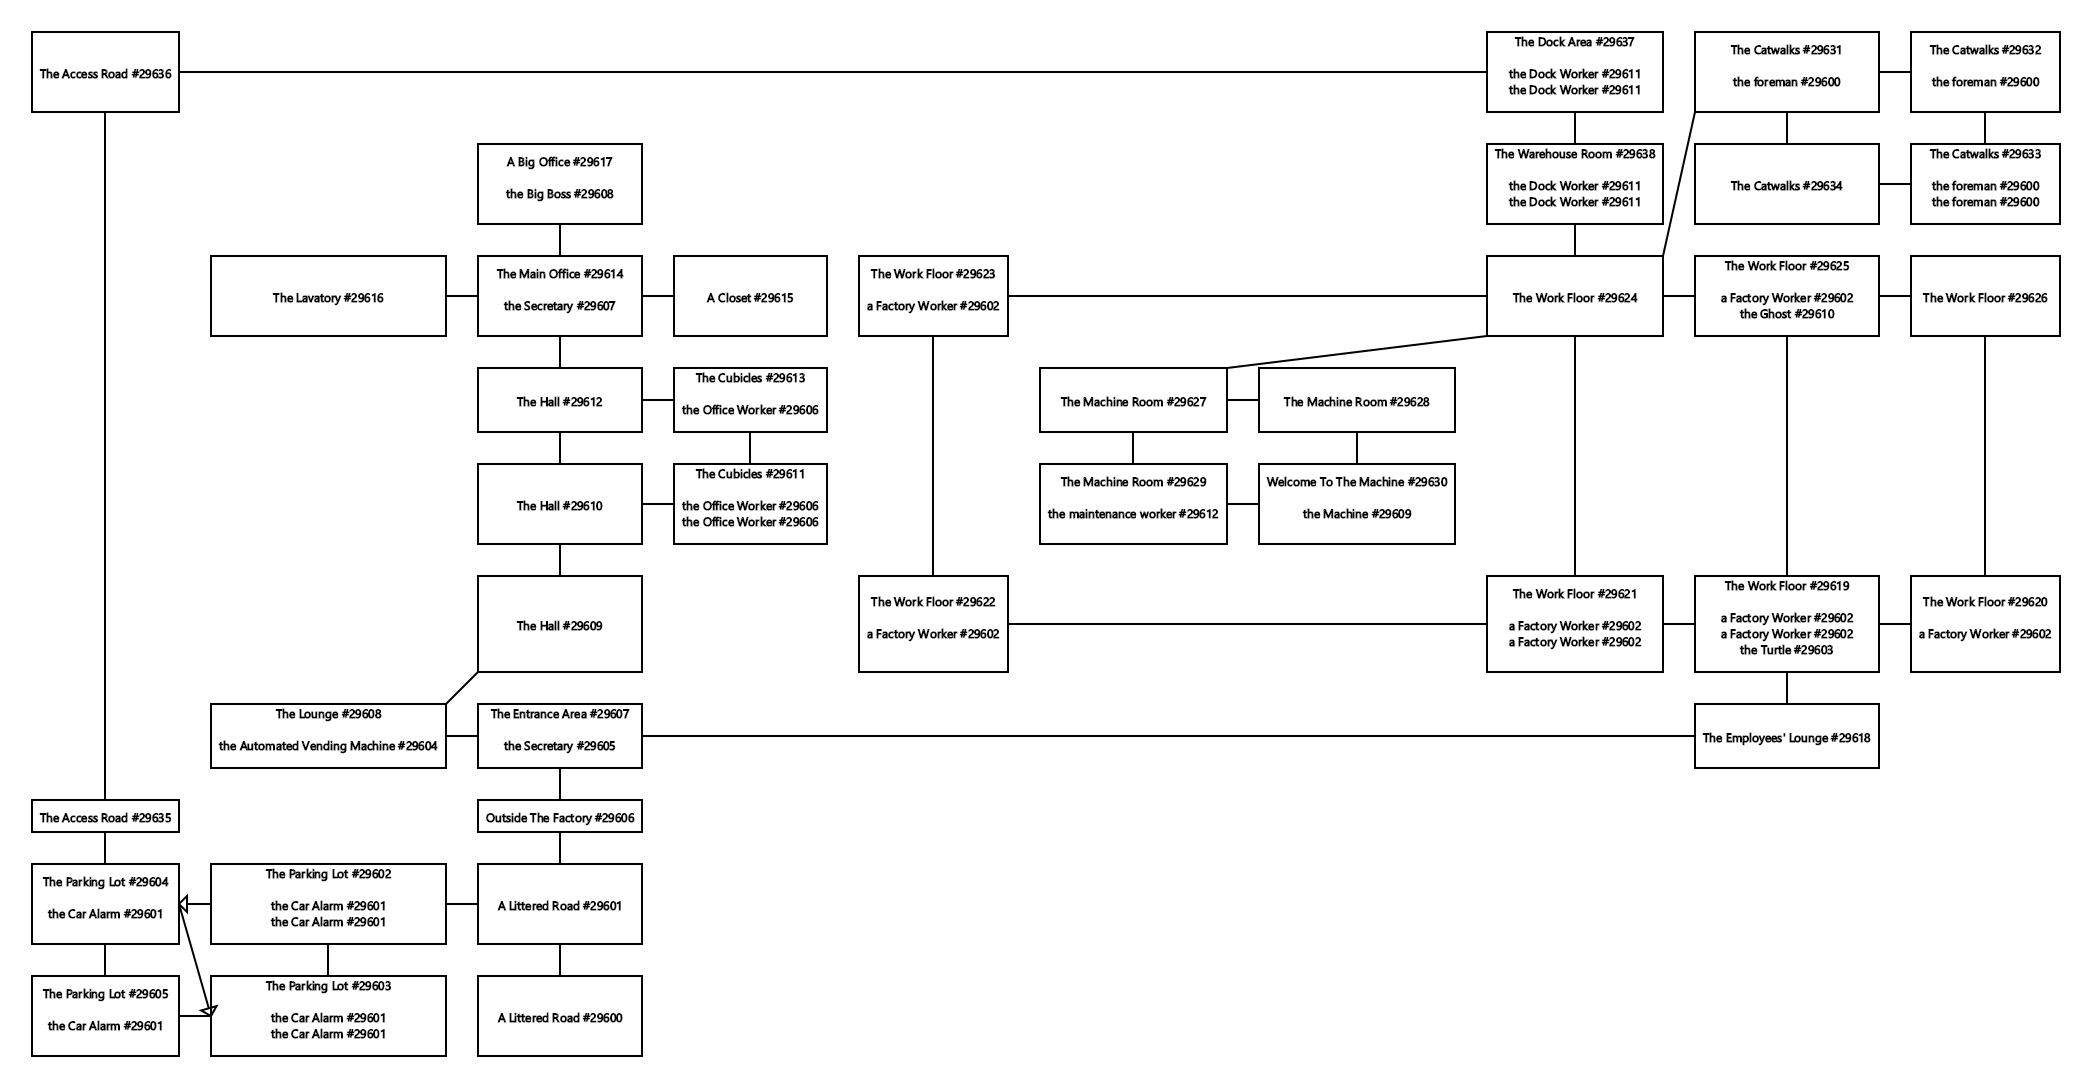 The Access Road #29636
The Dock Area #29637
the Dock Worker #29611
the Dock Worker #29611
The Catwalks #29631
the foreman #29600
The Catwalks #29632
the foreman #29600
A Big Office #29617
the Big Boss #29608
The Warehouse Room #29638
the Dock Worker #29611
the Dock Worker #29611
The Catwalks #29634
The Catwalks #29633
the foreman #29600
the foreman #29600
The Lavatory #29616
The Main Office #29614
the Secretary #29607
A Closet #29615
The Work Floor #29623
a Factory Worker #29602
The Work Floor #29624
The Work Floor #29625
a Factory Worker #29602
the Ghost #29610
The Work Floor #29626
The Hall #29612
The Cubicles #29613
the Office Worker #29606
The Machine Room #29627
The Machine Room #29628
The Hall #29610
The Cubicles #29611
the Office Worker #29606
the Office Worker #29606
The Machine Room #29629
the maintenance worker #29612
Welcome To The Machine #29630
the Machine #29609
The Hall #29609
The Work Floor #29622
a Factory Worker #29602
The Work Floor #29621
a Factory Worker #29602
a Factory Worker #29602
The Work Floor #29619
a Factory Worker #29602
a Factory Worker #29602
the Turtle #29603
The Work Floor #29620
a Factory Worker #29602
The Lounge #29608
the Automated Vending Machine #29604
The Entrance Area #29607
the Secretary #29605
The Employees' Lounge #29618
The Access Road #29635
Outside The Factory #29606
The Parking Lot #29604
the Car Alarm #29601
The Parking Lot #29602
the Car Alarm #29601
the Car Alarm #29601
A Littered Road #29601
The Parking Lot #29605
the Car Alarm #29601
The Parking Lot #29603
the Car Alarm #29601
the Car Alarm #29601
A Littered Road #29600